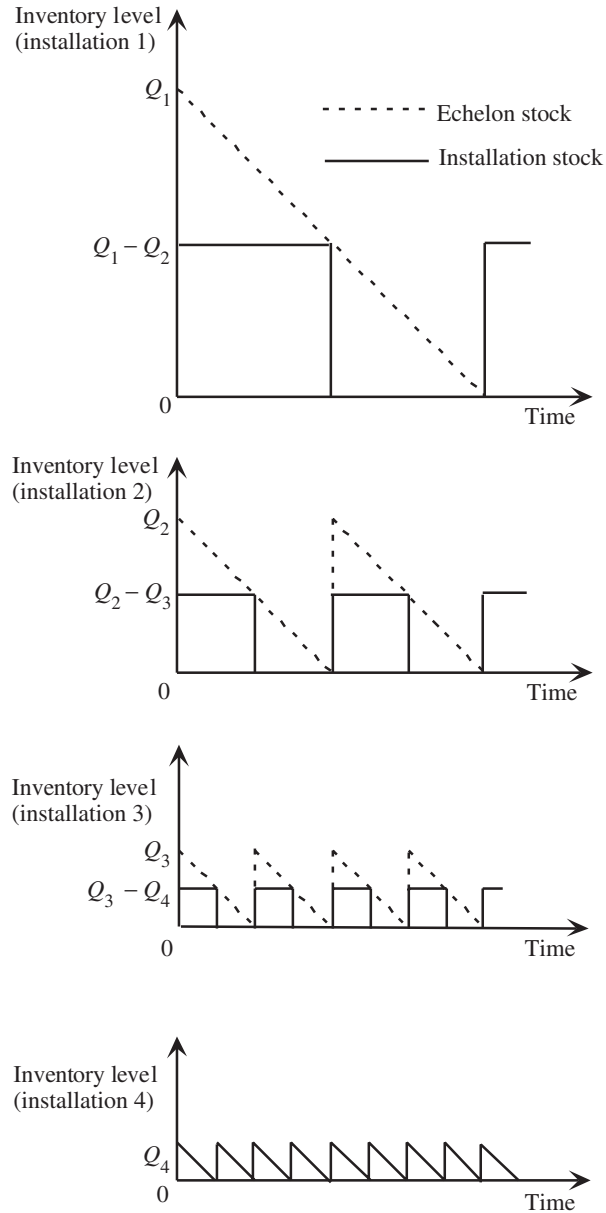 Inventory level
(installation 1)
Q1
Echelon stock
Installation stock
Q1 – Q2
0
Time
Inventory level
(installation 2)
Q2
Q2 – Q3
0
Time
Inventory level
(installation 3)
Q3
Q3 – Q4
0
Time
Inventory level
(installation 4)
Q4
0
Time